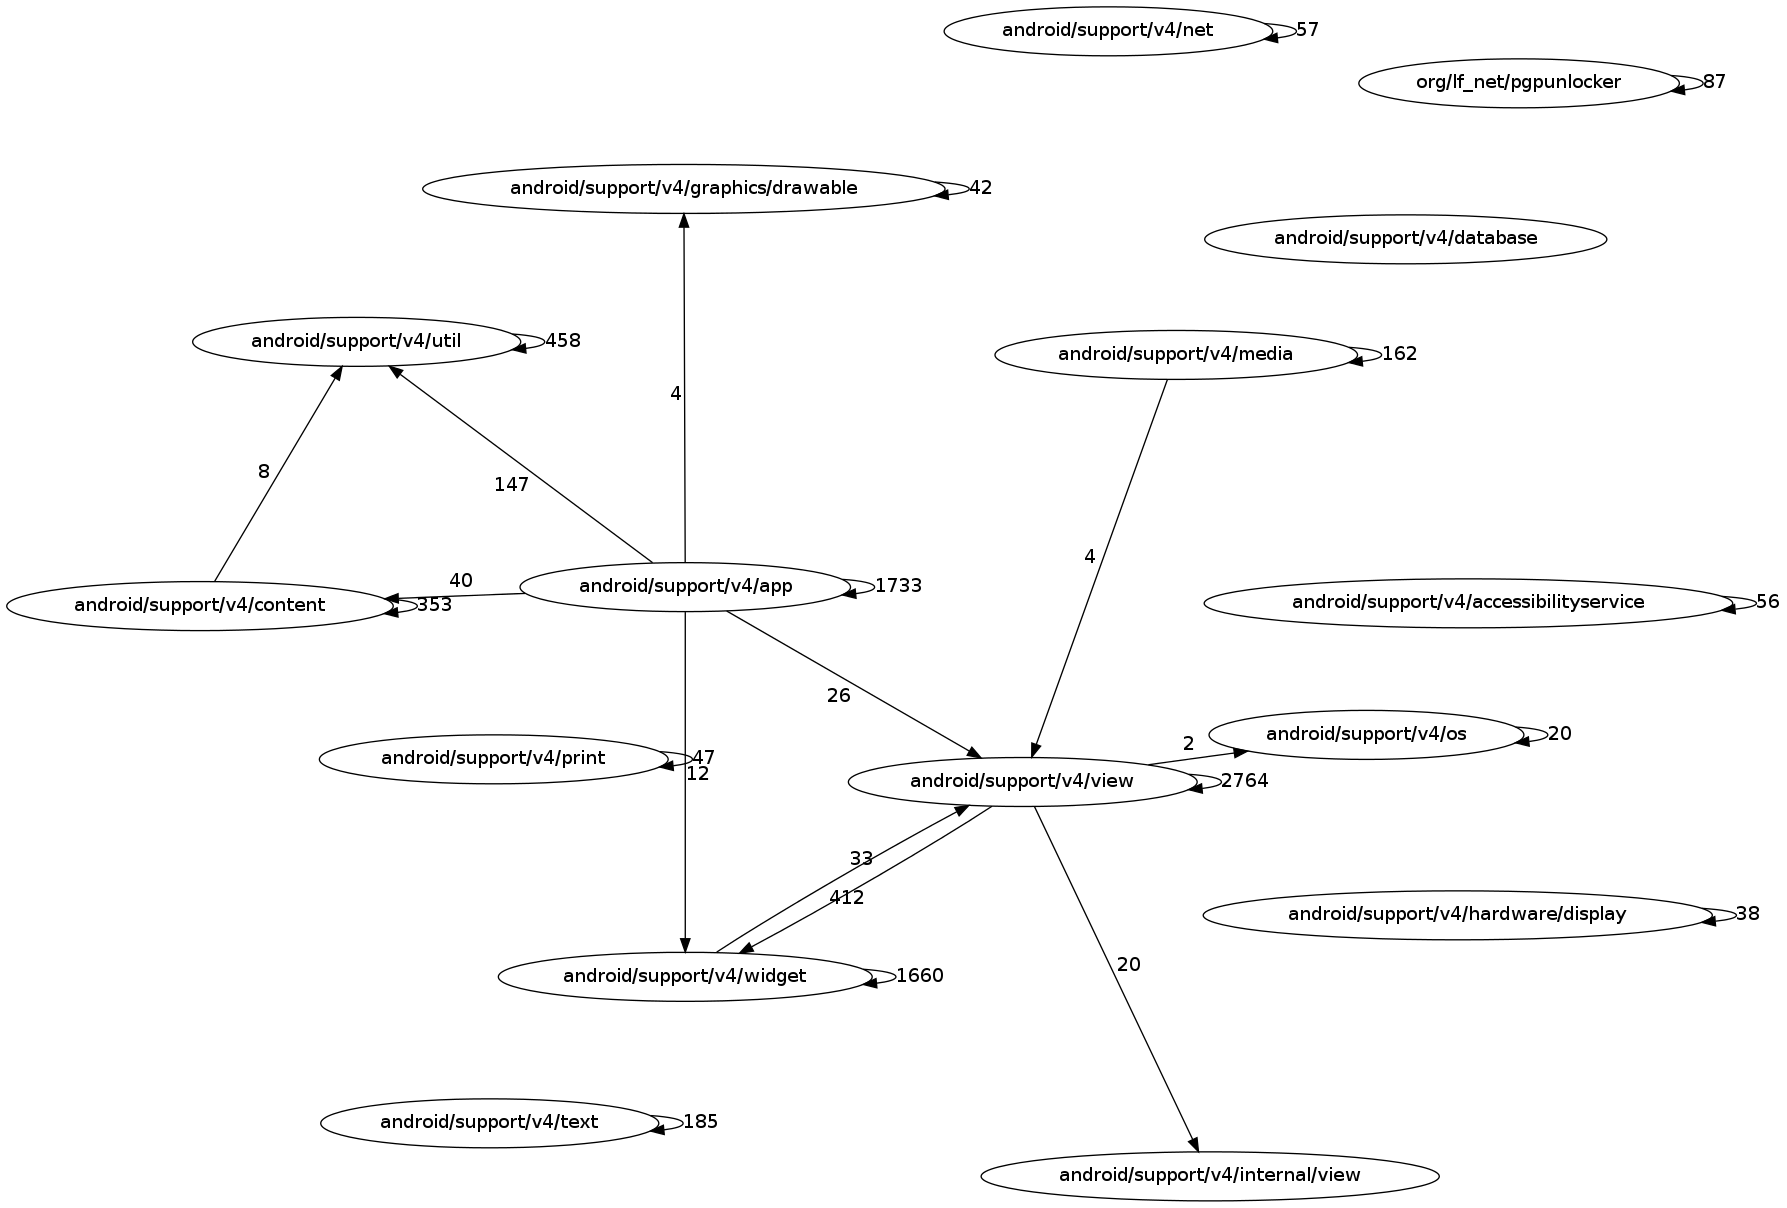 android/support/v4/net
57
org/lf_net/pgpunlocker
87
android/support/v4/graphics/drawable
42
android/support/v4/database
android/support/v4/util
458
android/support/v4/media
162
4
8
147
4
40
android/support/v4/app
1733
android/support/v4/content
353
android/support/v4/accessibilityservice
56
26
android/support/v4/print
47
12
2
android/support/v4/os
20
android/support/v4/view
2764
33
412
android/support/v4/hardware/display
38
20
android/support/v4/widget
1660
android/support/v4/text
185
android/support/v4/internal/view